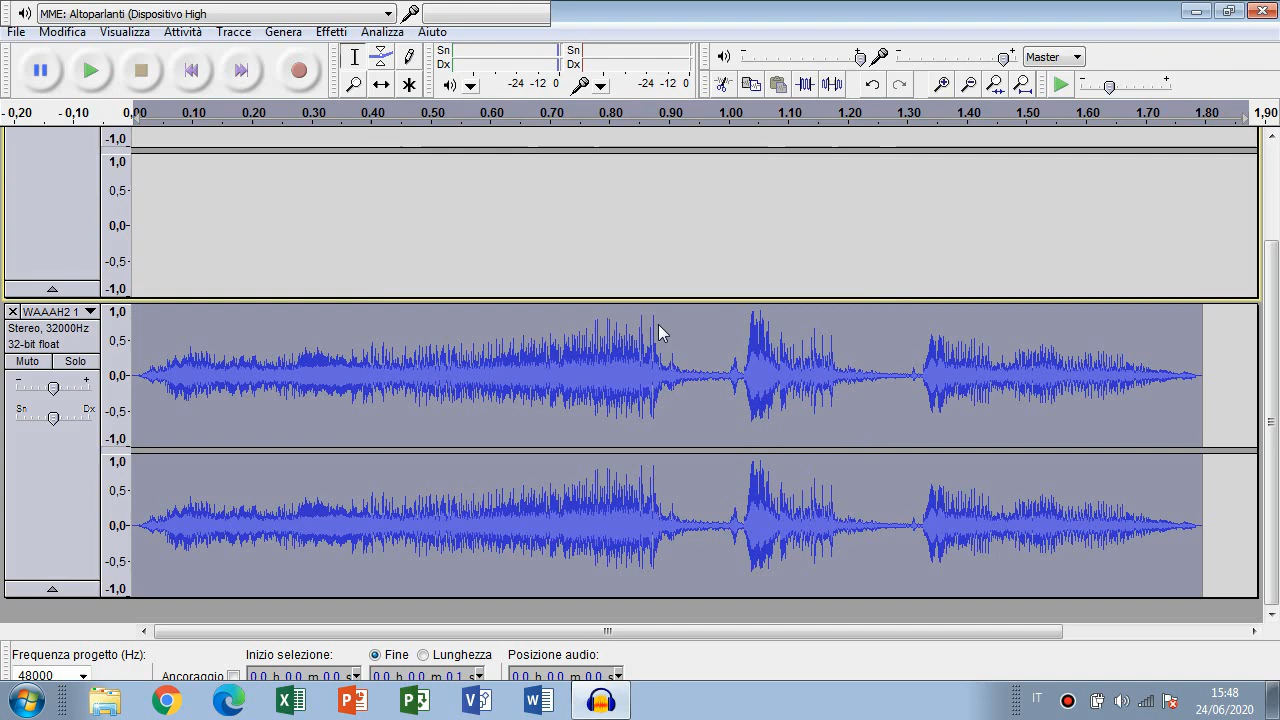 MME: Altoparlanti (Dispositivo High
File Modifica Visualizza Attività Tracce Genera Effetti Analizza Aiuto
Sn Dx -24 -12 0 Sn Dx -24 -12 0
- + - + Master
- +
- 0,20 - 0,10 0,00 0,10 0,20 0,30 0,40 0,50 0,60 0,70 0,80 0,90 1,00 1,10 1,20 1,30 1,40 1,50 1,60 1,70 1,80 1,90
-1,0
1,0
0,5
0,0
-0,5
-1,0
WAAAH2 1 1,0
Stereo, 32000Hz
32-bit float 0,5
Muto Solo
- + 0,0
Sn Dx -0,5
-1,0
1,0
0,5
0,0
-0,5
-1,0
Frequenza progetto (Hz): Inizio selezione: Fine Lunghezza Posizione audio:
48000 Ancoraggio 0 0 h 0 0 m 0 0 s 0 0 h 0 0 m 0 1 s 0 0 h 0 0 m 0 0 s
IT 15:48
24/06/2020